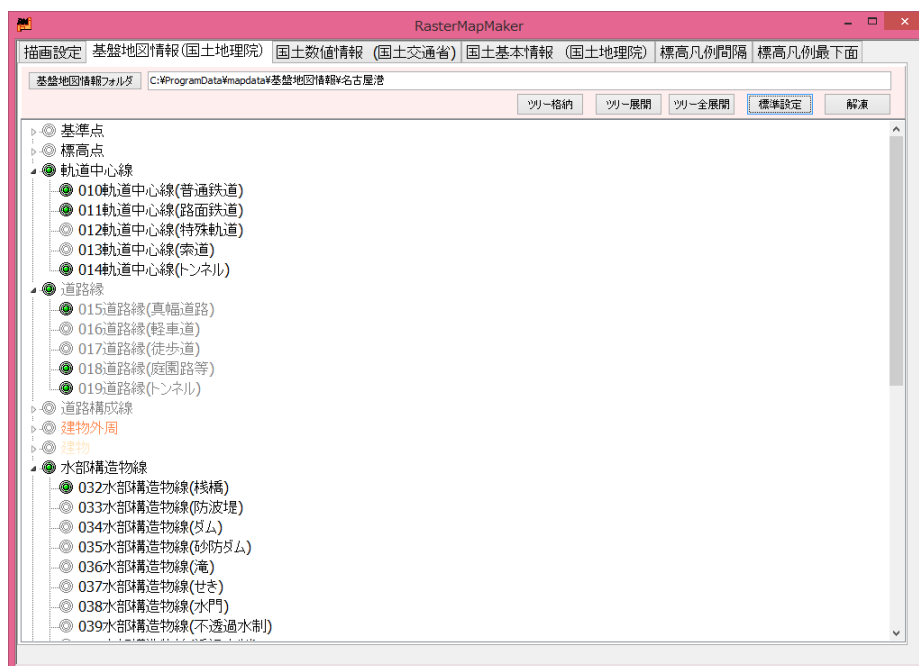 RasterMapMaker
描画設定 基盤地図情報(国土地理院) 国土数値情報 (国土交通省) 国土基本情報 (国土地理院) 標高凡例間隔 標高凡例最下面
基盤地図情報フォルダ C:¥ProgramData¥mapdata¥基盤地図情報¥名古屋港
ツリー格納 ツリー展開 ツリー全展開 標準設定 解凍
基準点
標高点
軌道中心線
010軌道中心線(普通鉄道)
011軌道中心線(路面鉄道)
012軌道中心線(特殊軌道)
013軌道中心線(索道)
014軌道中心線(トンネル)
道路縁
015道路縁(真幅道路)
016道路縁(軽車道)
017道路縁(徒歩道)
018道路縁(庭園路等)
019道路縁(トンネル)
道路構成線
建物外周
建物
水部構造物線
032水部構造物線(桟橋)
033水部構造物線(防波堤)
034水部構造物線(ダム)
035水部構造物線(砂防ダム)
036水部構造物線(滝)
037水部構造物線(せき)
038水部構造物線(水門)
039水部構造物線(不透過水制)